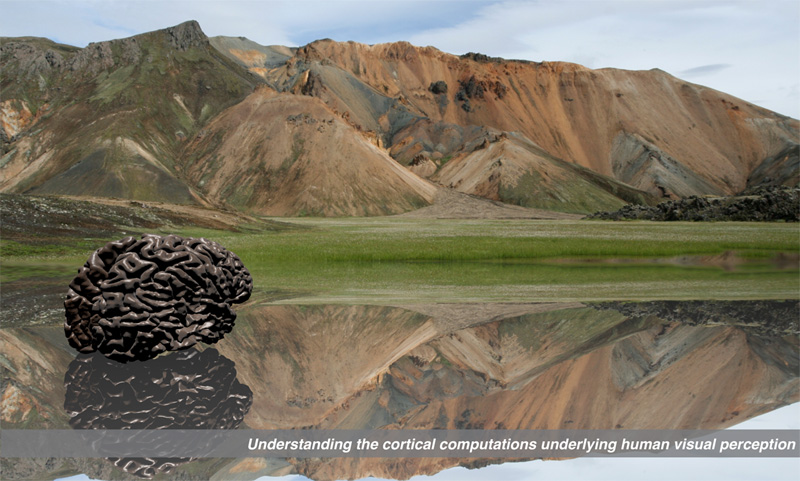 Understanding the cortical computations underlying human visual perception